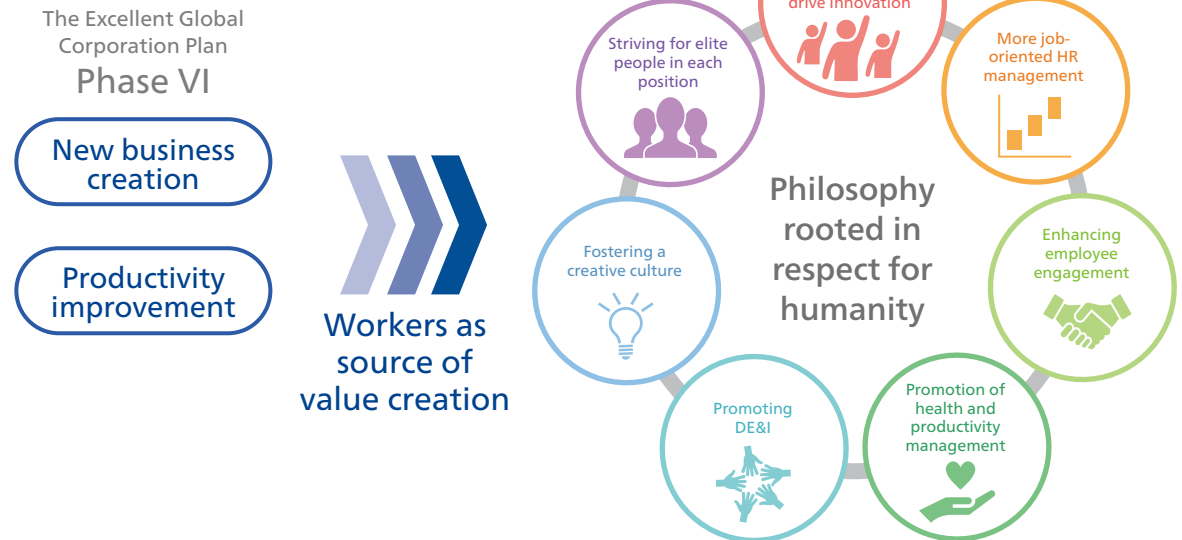 The Excellent Global
Corporation Plan
Phase VI
New business
creation
Productivity
improvement
Workers as
source of
value creation
drive innovation
Striving for elite
people in each
position
More job-
oriented HR
management
Philosophy
rooted in
respect for
humanity
Fostering a
creative culture
Enhancing
employee
engagement
Promoting
DE&I
Promotion of
health and
productivity
management